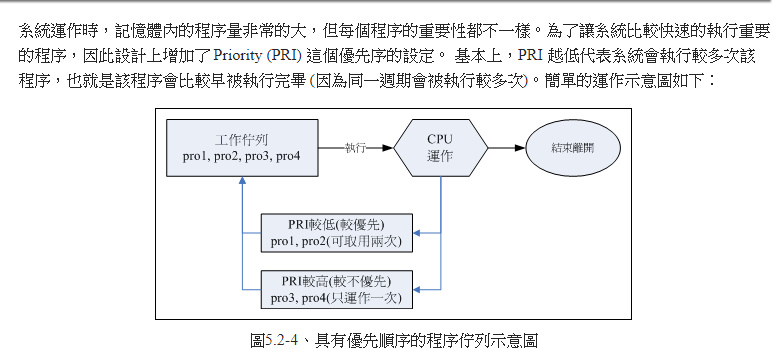 系統運作時，記憶體內的程序量非常的大，但每個程序的重要性都不一樣。為了讓系統比較快速的執行重要
的程序，因此設計上增加了 Priority (PRI) 這個優先序的設定。 基本上，PRI 越低代表系統會執行較多次該
程序，也就是該程序會比較早被執行完畢 (因為同一週期會被執行較多次)。簡單的運作示意圖如下：
工作佇列
pro1, pro2, pro3, pro4
執行
CPU
運作
結束離開
PRI較低(較優先)
pro1, pro2(可取用兩次)
PRI較高(較不優先)
pro3, pro4(只運作一次)
圖5.2-4、具有優先順序的程序佇列示意圖